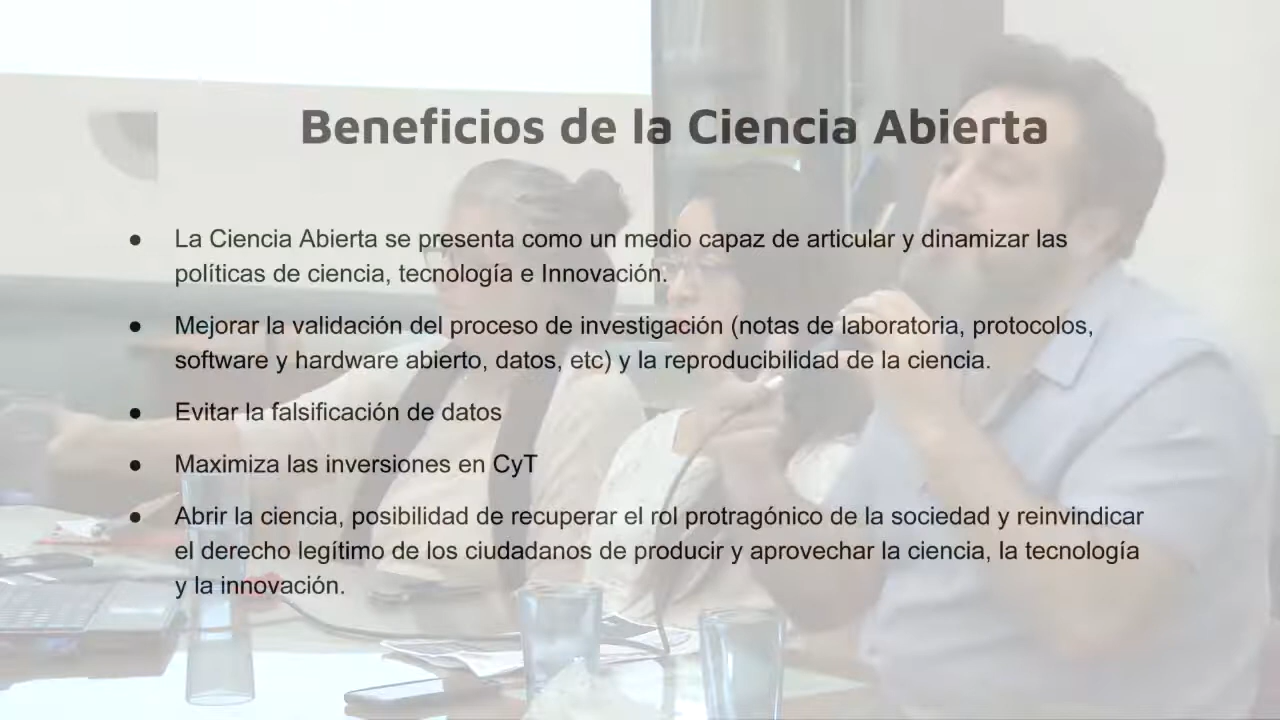 Beneficios de la Ciencia Abierta
● La Ciencia Abierta se presenta como un medio capaz de articular y dinamizar las
políticas de ciencia, tecnología e Innovación.
● Mejorar la validación del proceso de investigación (notas de laboratoria, protocolos,
software y hardware abierto, datos, etc) y la reproducibilidad de la ciencia.
● Evitar la falsificación de datos
● Maximiza las inversiones en CyT
● Abrir la ciencia, posibilidad de recuperar el rol protragónico de la sociedad y reinvindicar
el derecho legítimo de los ciudadanos de producir y aprovechar la ciencia, la tecnología
y la innovación.